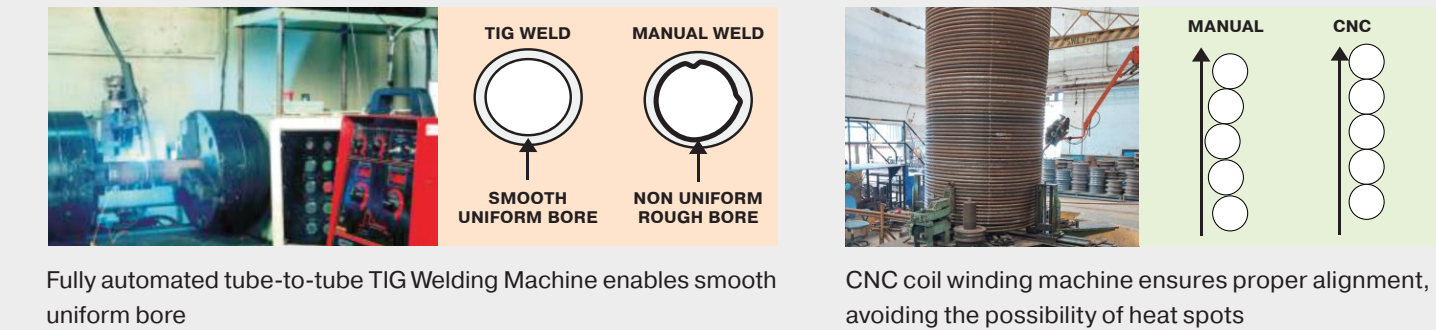 TIG WELD
MANUAL WELD
SMOOTH
UNIFORM BORE
NON UNIFORM
ROUGH BORE
Fully automated tube-to-tube TIG Welding Machine enables smooth
uniform bore
MANUAL
CNC
CNC coil winding machine ensures proper alignment,
avoiding the possibility of heat spots